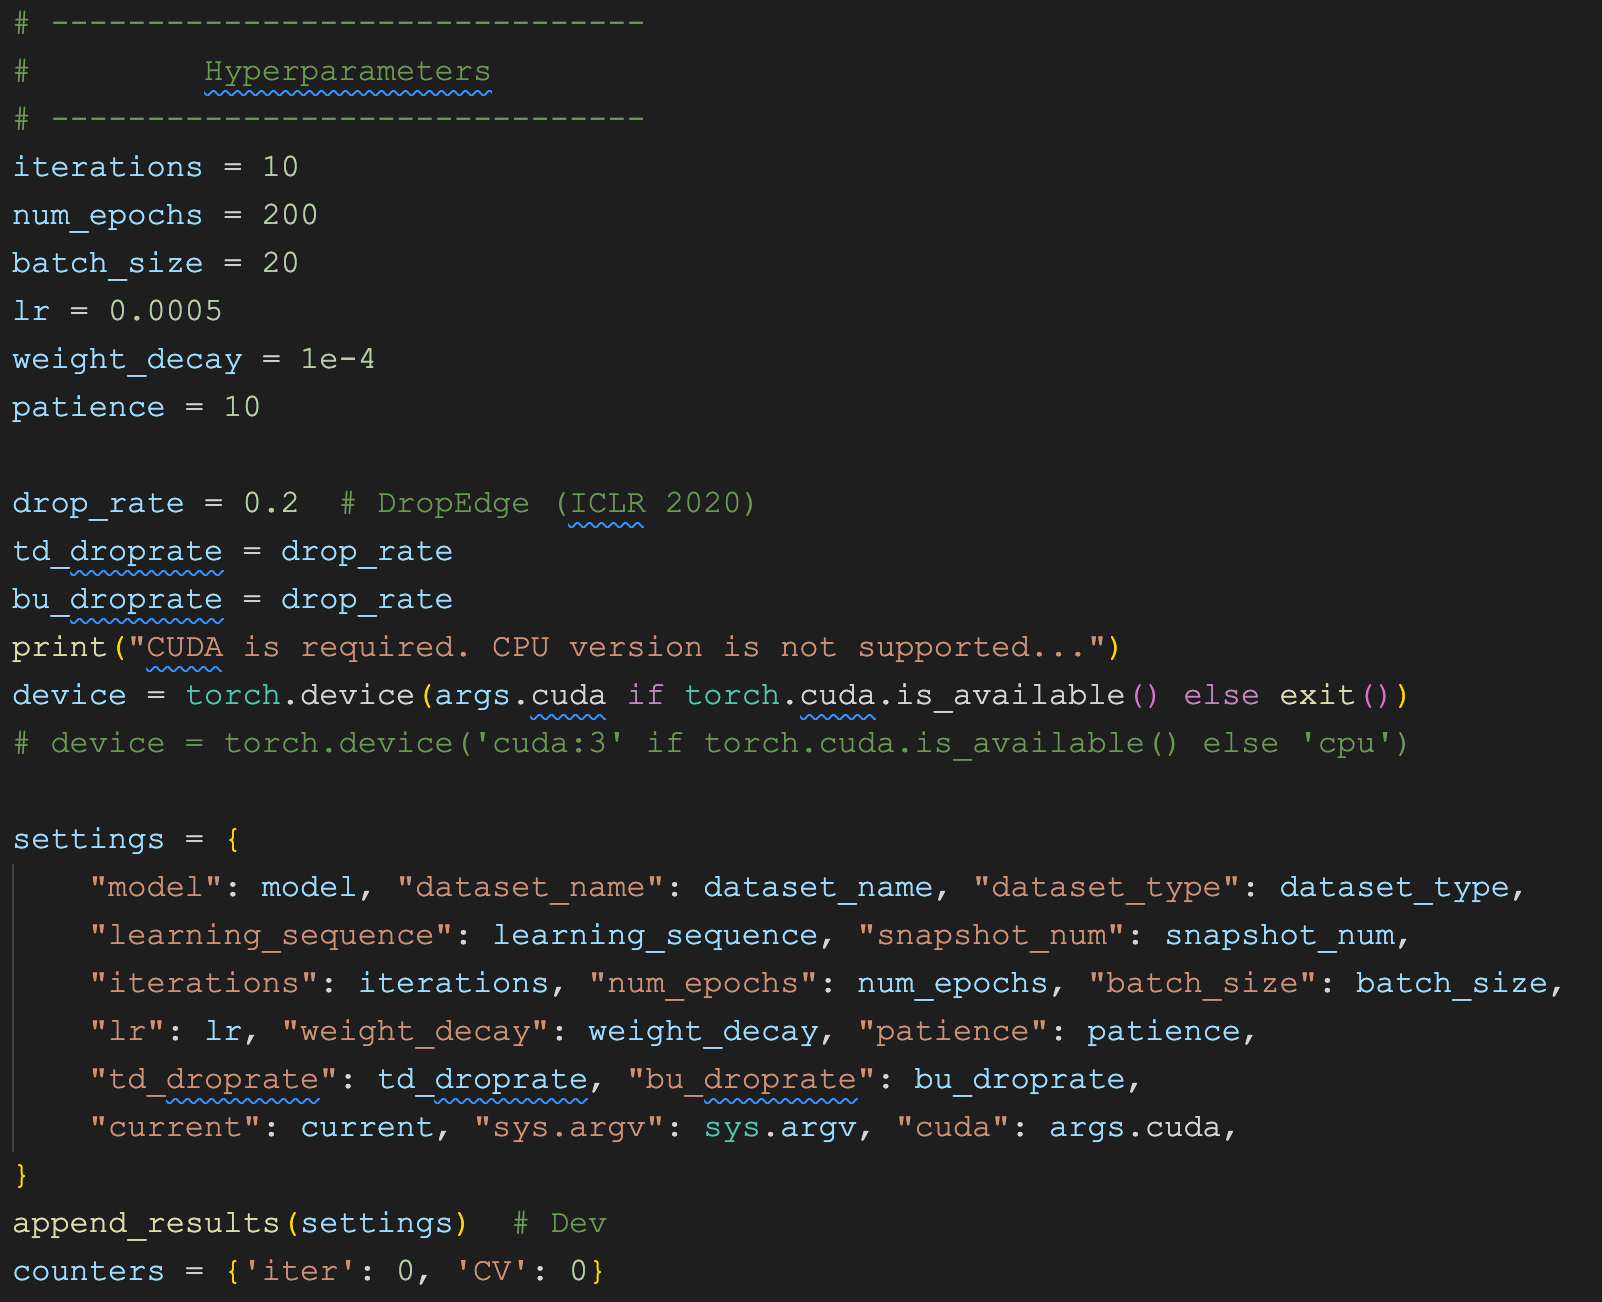 # -------------------------------
#         Hyperparameters
# -------------------------------
iterations = 10
num_epochs = 200
batch_size = 20
lr = 0.0005
weight_decay = 1e-4
patience = 10

drop_rate = 0.2  # DropEdge (ICLR 2020)
td_droprate = drop_rate
bu_droprate = drop_rate
print("CUDA is required. CPU version is not supported...")
device = torch.device(args.cuda if torch.cuda.is_available() else exit())
# device = torch.device('cuda:3' if torch.cuda.is_available() else 'cpu')

settings = {
    "model": model, "dataset_name": dataset_name, "dataset_type": dataset_type,
    "learning_sequence": learning_sequence, "snapshot_num": snapshot_num,
    "iterations": iterations, "num_epochs": num_epochs, "batch_size": batch_size,
    "lr": lr, "weight_decay": weight_decay, "patience": patience,
    "td_droprate": td_droprate, "bu_droprate": bu_droprate,
    "current": current, "sys.argv": sys.argv, "cuda": args.cuda,
}
append_results(settings)  # Dev
counters = {'iter': 0, 'CV': 0}